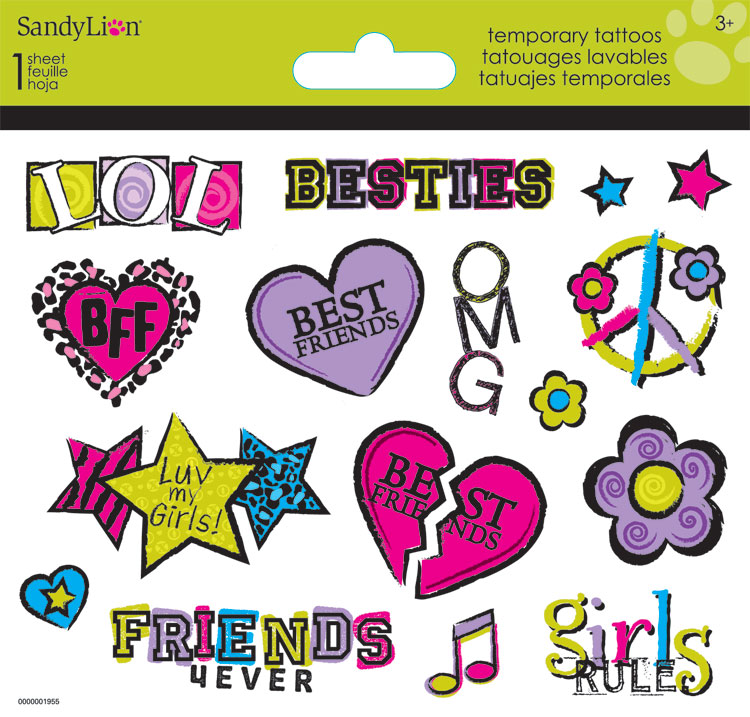 SandyLion®
1 sheet
feuille
hoja
temporary tattoos
tatouages lavables
tatuajes temporales
3+
LOL
BESTIES
BFF
BEST
FRIENDS
OMG
Luv
my
Girls!
BEST
FRIENDS
FRIENDS
4EVER
girls
RULE.
0000001955